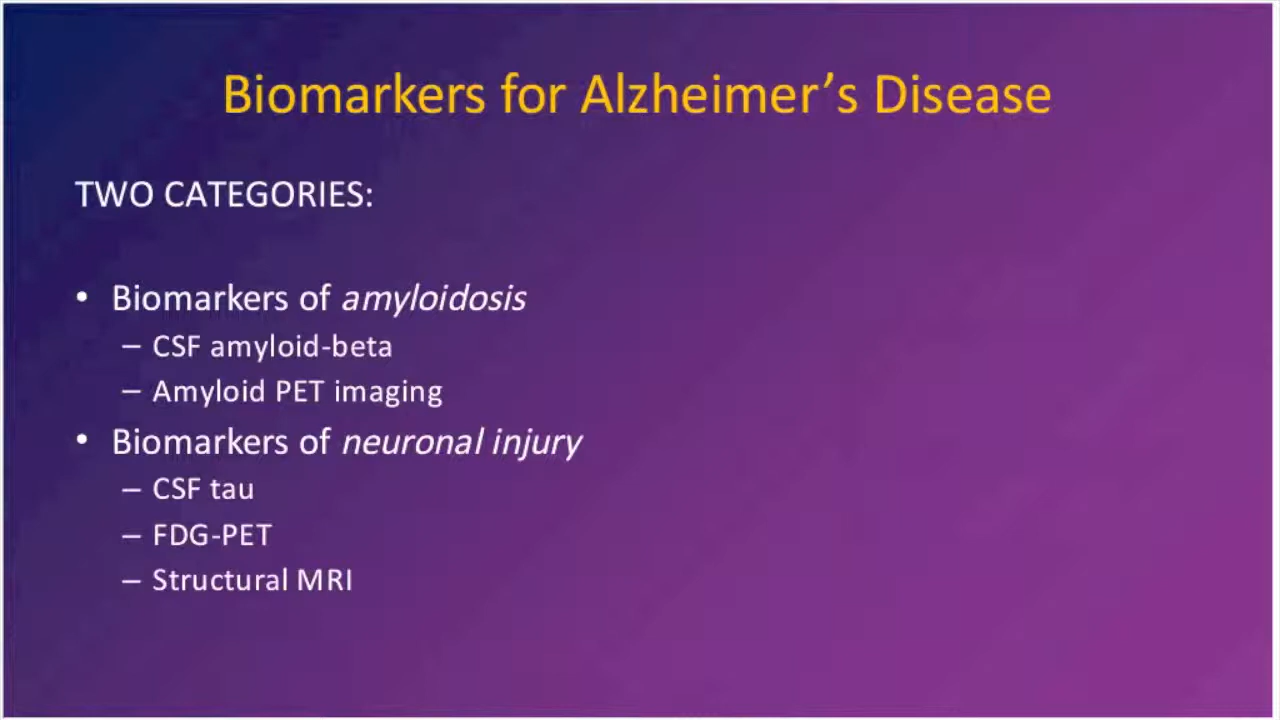 Biomarkers for Alzheimer’s Disease
TWO CATEGORIES:
• Biomarkers of amyloidosis
– CSF amyloid-beta
– Amyloid PET imaging
• Biomarkers of neuronal injury
– CSF tau
– FDG-PET
– Structural MRI